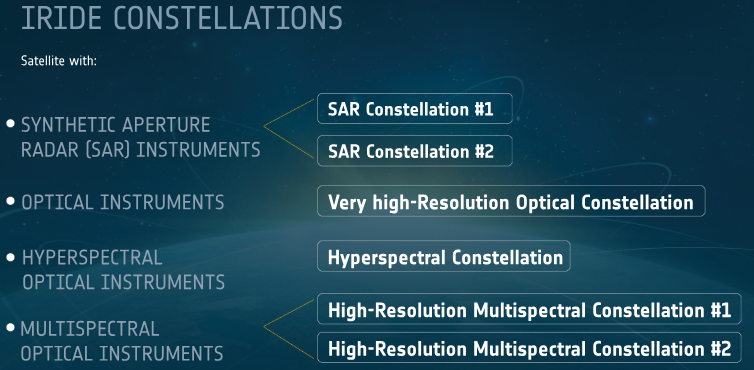 IRIDE CONSTELLATIONS
Satellite with:
SYNTHETIC APERTURE
RADAR (SAR) INSTRUMENTS
SAR Constellation #1
SAR Constellation #2
OPTICAL INSTRUMENTS
Very high-Resolution Optical Constellation
HYPERSPECTRAL
OPTICAL INSTRUMENTS
Hyperspectral Constellation
MULTISPECTRAL
OPTICAL INSTRUMENTS
High-Resolution Multispectral Constellation #1
High-Resolution Multispectral Constellation #2